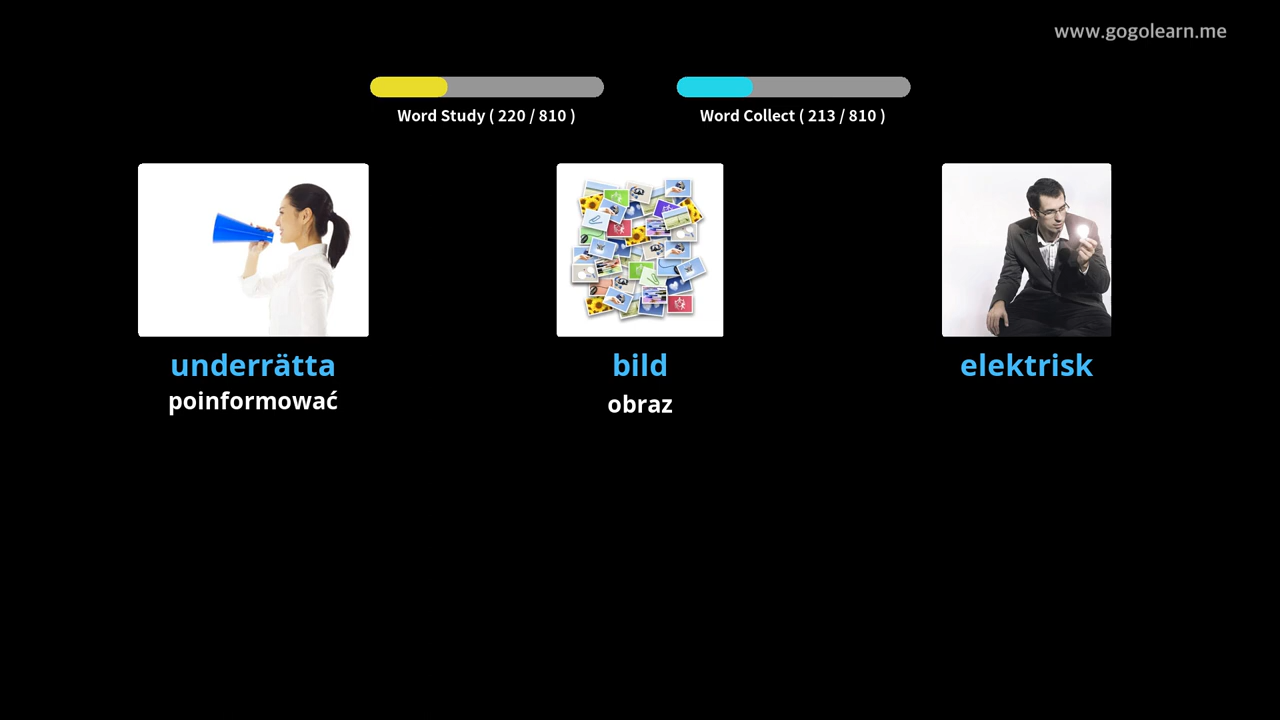 www.gogolearn.me
Word Study ( 220 / 810 )
Word Collect ( 213 / 810 )
underrätta
poinformować
bild
obraz
elektrisk